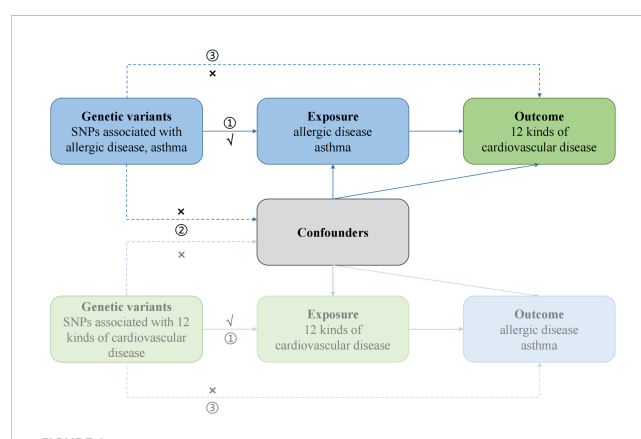 ③
×
Genetic variants
SNPs associated with
allergic disease, asthma
①
√
Exposure
allergic disease
asthma
Outcome
12 kinds of
cardiovascular disease
×
②
×
Confounders
Genetic variants
SNPs associated with 12
kinds of cardiovascular
disease
√
①
Exposure
12 kinds of
cardiovascular disease
Outcome
allergic disease
asthma
×
③